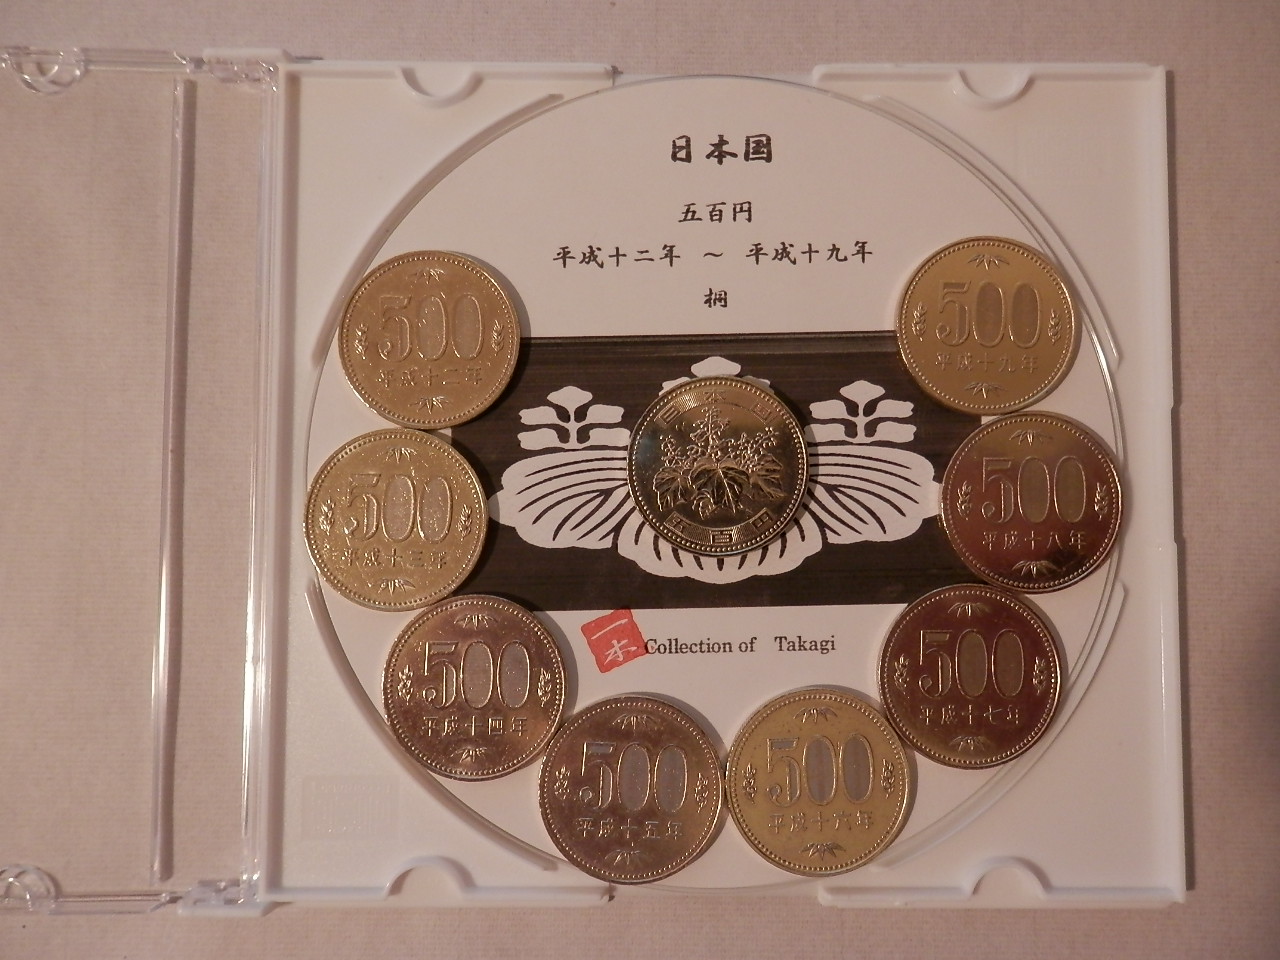 日本国
五百円
平成十二年 ～ 平成十九年
桐
500
平成十二年
500
平成十九年
日本国
五百円
500
平成十三年
500
平成十八年
500
平成十四年
500
平成十七年
一木
Collection of Takagi
500
平成十五年
500
平成十六年